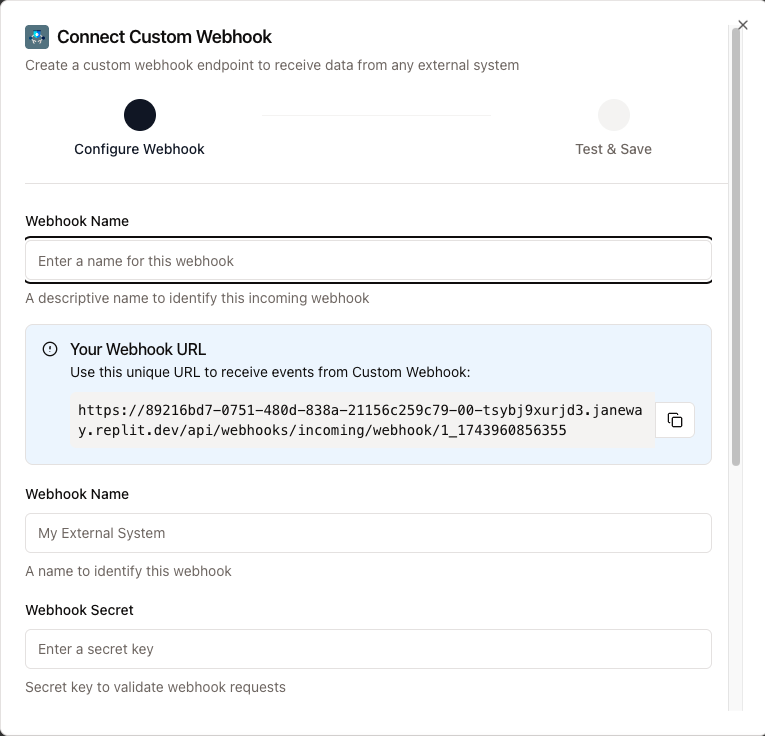 Connect Custom Webhook
Create a custom webhook endpoint to receive data from any external system
Configure Webhook
Test & Save
Webhook Name
Enter a name for this webhook
A descriptive name to identify this incoming webhook
Your Webhook URL
Use this unique URL to receive events from Custom Webhook:
https://89216bd7-0751-480d-838a-21156c259c79-00-tsybj9xurjd3.janewa
y.replit.dev/api/webhooks/incoming/webhook/1_1743960856355
Webhook Name
My External System
A name to identify this webhook
Webhook Secret
Enter a secret key
Secret key to validate webhook requests